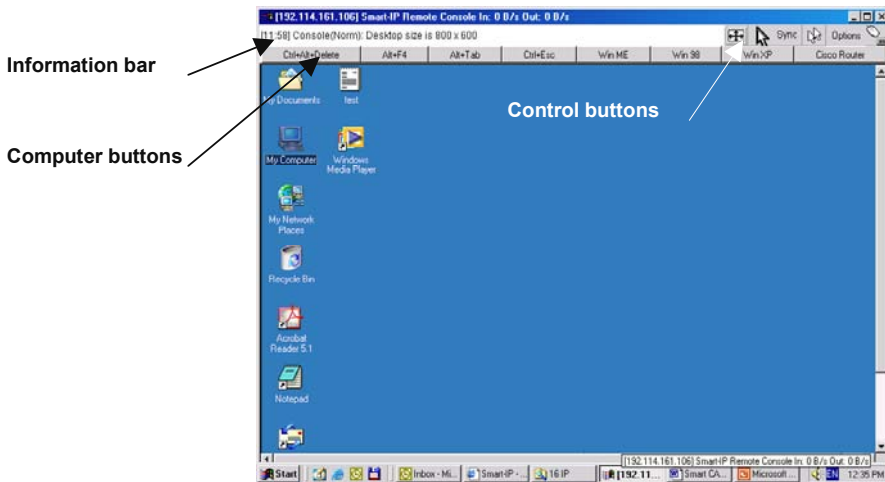 [192.114.161.106] Smart-IP Remote Console In: 0 B/s Out: 0 B/s
[11:58] Console(Norm): Desktop size is 800 x 600
Sync Options
Ctrl+Alt+Delete Alt+F4 Alt+Tab Ctrl+Esc Win ME Win 98 Win XP Cisco Router
Information bar
Computer buttons
Control buttons
My Documents test
My Computer Windows Media Player
My Network Places
Recycle Bin
Acrobat Reader 5.1
Notepad
[192.114.161.106] Smart-IP Remote Console In: 0 B/s Out: 0 B/s
Start Inbox - Mi... Smart-IP - ... 16 IP [192.11... Smart CA... Microsoft ... EN 12:35 PM